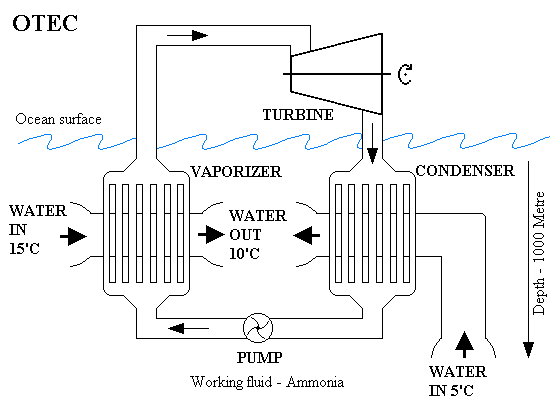 OTEC
TURBINE
Ocean surface
VAPORIZER
CONDENSER
WATER
IN
15'C
WATER
OUT
10'C
Depth - 1000 Metre
PUMP
WATER
IN 5'C
Working fluid - Ammonia